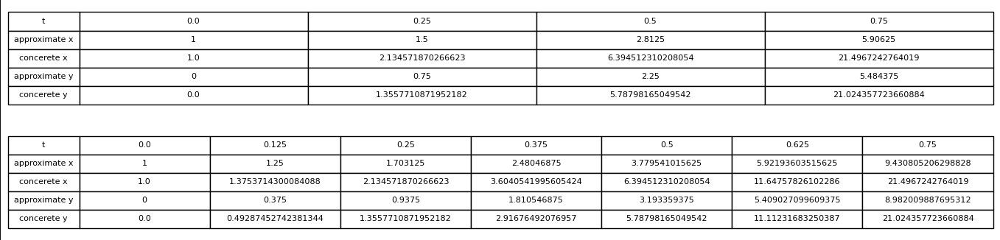 t 0.0 0.25 0.5 0.75
approximate x 1 1.5 2.8125 5.90625
concerete x 1.0 2.134571870266623 6.394512310208054 21.4967242764019
approximate y 0 0.75 2.25 5.484375
concerete y 0.0 1.3557710871952182 5.78798165049542 21.024357723660884
t 0.0 0.125 0.25 0.375 0.5 0.625 0.75
approximate x 1 1.25 1.703125 2.48046875 3.779541015625 5.92193603515625 9.430805206298828
concerete x 1.0 1.3753714300084088 2.134571870266623 3.6040541995605424 6.394512310208054 11.64757826102286 21.4967242764019
approximate y 0 0.375 0.9375 1.810546875 3.193359375 5.409027099609375 8.982009887695312
concerete y 0.0 0.49287452742381344 1.3557710871952182 2.91676492076957 5.78798165049542 11.11231683250387 21.024357723660884